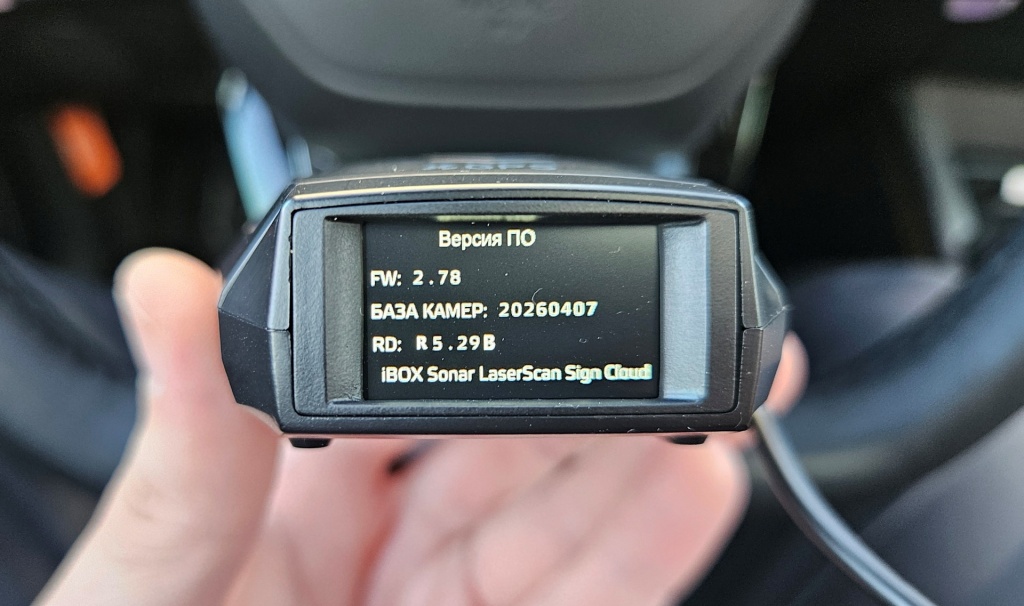 Версия ПО
FW: 2.78
БАЗА КАМЕР: 20260407
RD: R5.29B
iBOX Sonar LaserScan Sign Cloud